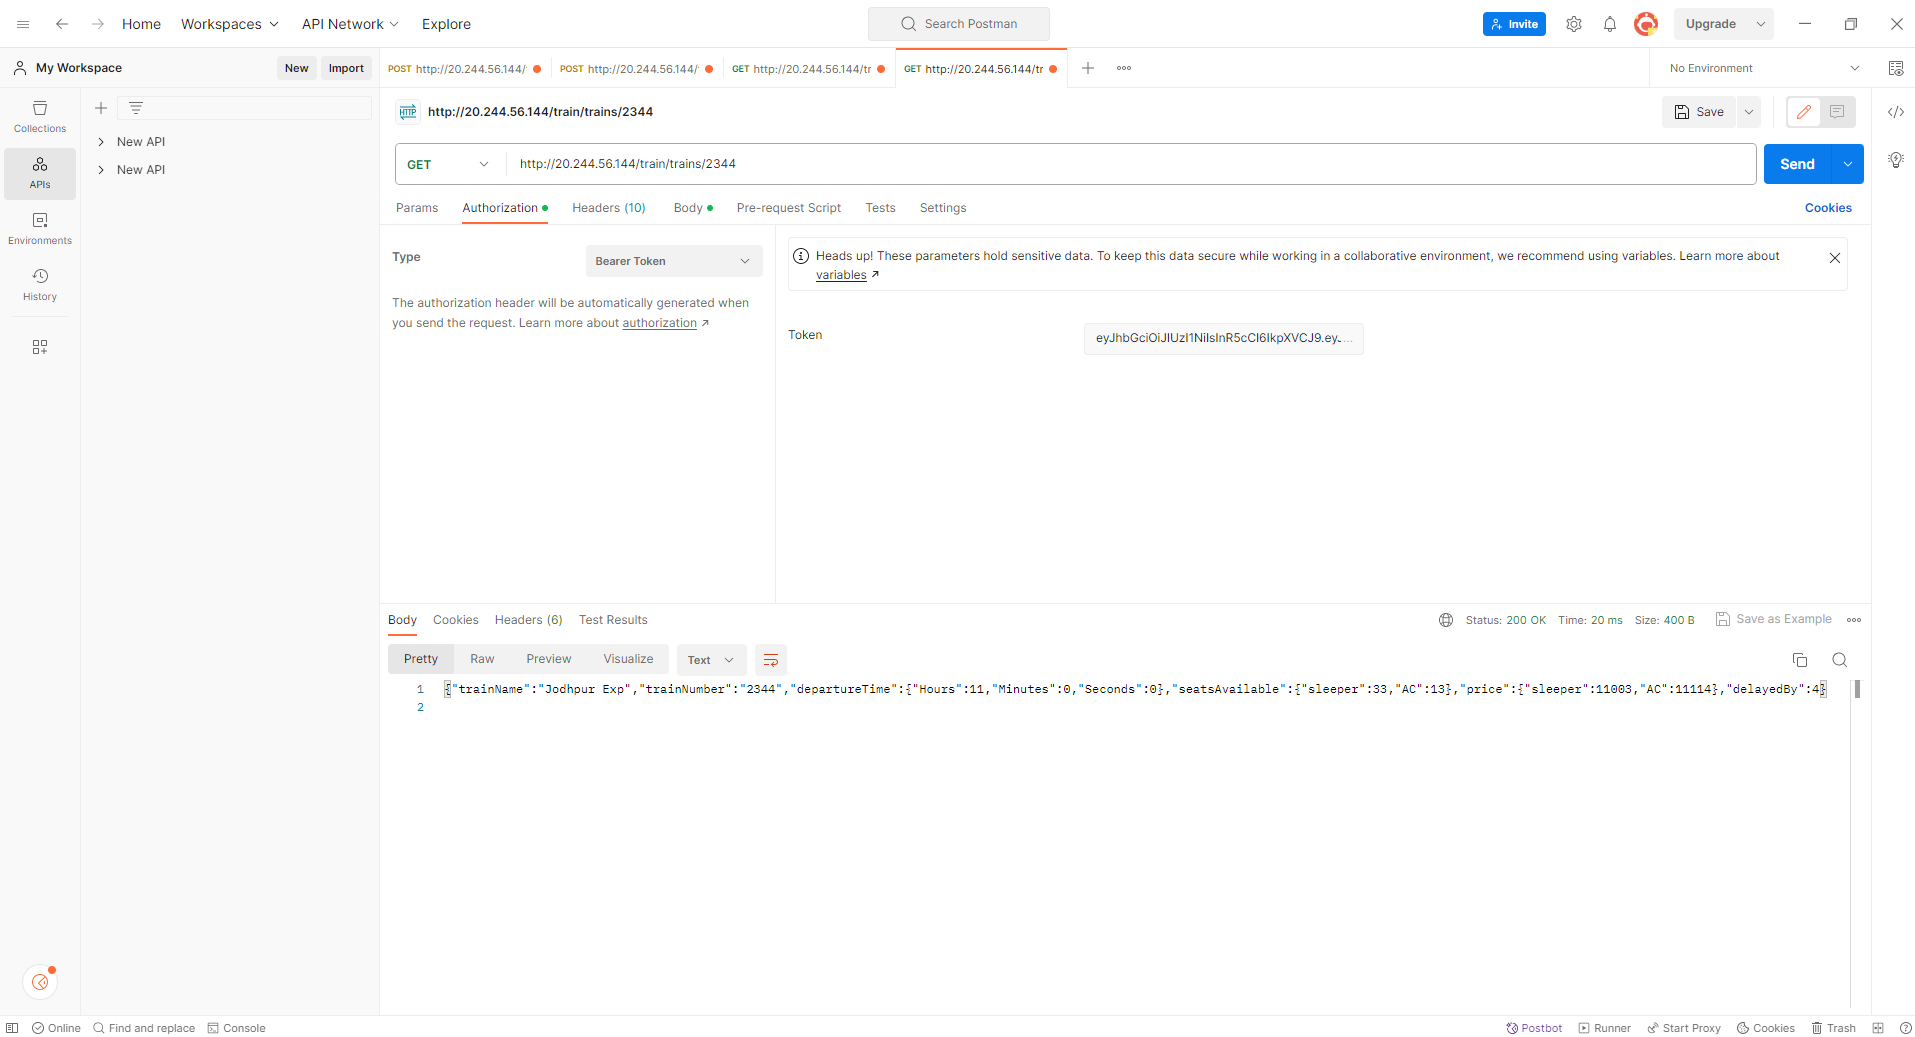 Home Workspaces API Network Explore Search Postman Invite Upgrade
My Workspace New Import POST http://20.244.56.144/ POST http://20.244.56.144/ GET http://20.244.56.144/tr GET http://20.244.56.144/tr No Environment
Collections
APIs
Environments
History
New API
New API
HTTP http://20.244.56.144/train/trains/2344 Save
GET http://20.244.56.144/train/trains/2344 Send
Params Authorization Headers (10) Body Pre-request Script Tests Settings Cookies
Type Bearer Token
The authorization header will be automatically generated when
you send the request. Learn more about authorization
Heads up! These parameters hold sensitive data. To keep this data secure while working in a collaborative environment, we recommend using variables. Learn more about
variables
Token eyJhbGciOiJIUzI1NiIsInR5cCI6IkpXVCJ9.eyJ...
Body Cookies Headers (6) Test Results Status: 200 OK Time: 20 ms Size: 400 B Save as Example
Pretty Raw Preview Visualize Text
1 {"trainName":"Jodhpur Exp","trainNumber":"2344","departureTime":{"Hours":11,"Minutes":0,"Seconds":0},"seatsAvailable":{"sleeper":33,"AC":13},"price":{"sleeper":11003,"AC":11114},"delayedBy":4}
2
Online Find and replace Console Postbot Runner Start Proxy Cookies Trash